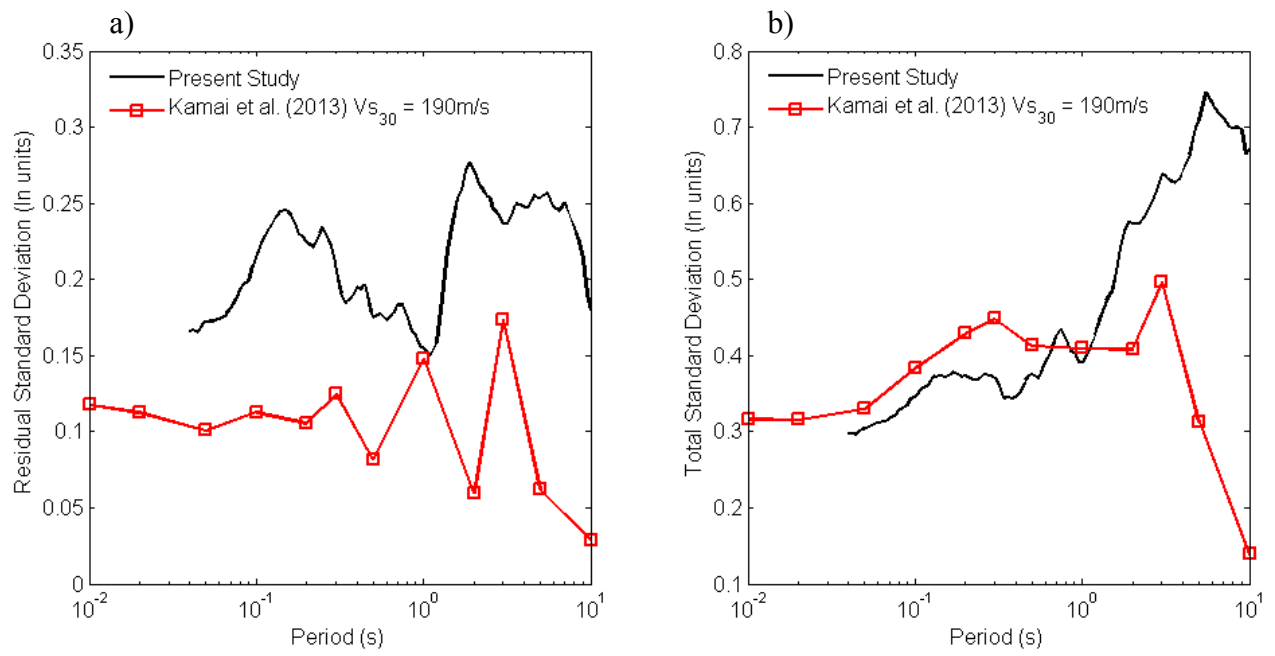 a)
0.35
0.3
0.25
0.2
0.15
0.1
0.05
0
Residual Standard Deviation (ln units)
Present Study
Kamai et al. (2013) Vs30 = 190m/s
10-2
10-1
100
101
Period (s)
b)
0.8
0.7
0.6
0.5
0.4
0.3
0.2
0.1
Total Standard Deviation (ln units)
Present Study
Kamai et al. (2013) Vs30 = 190m/s
10-2
10-1
100
101
Period (s)